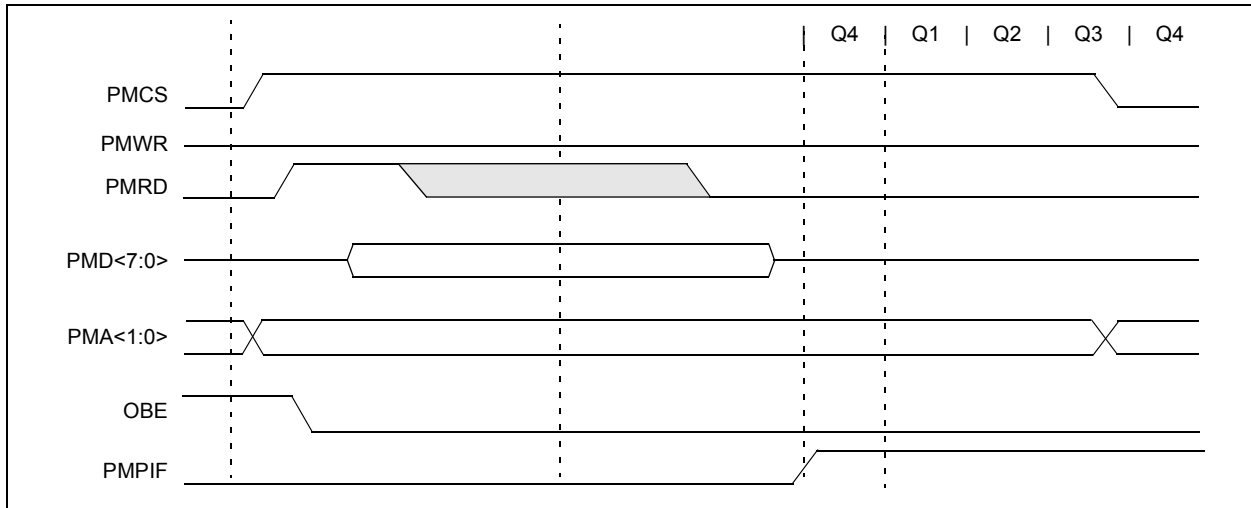 | Q4 | Q1 | Q2 | Q3 | Q4
PMCS
PMWR
PMRD
PMD<7:0>
PMA<1:0>
OBE
PMPIF